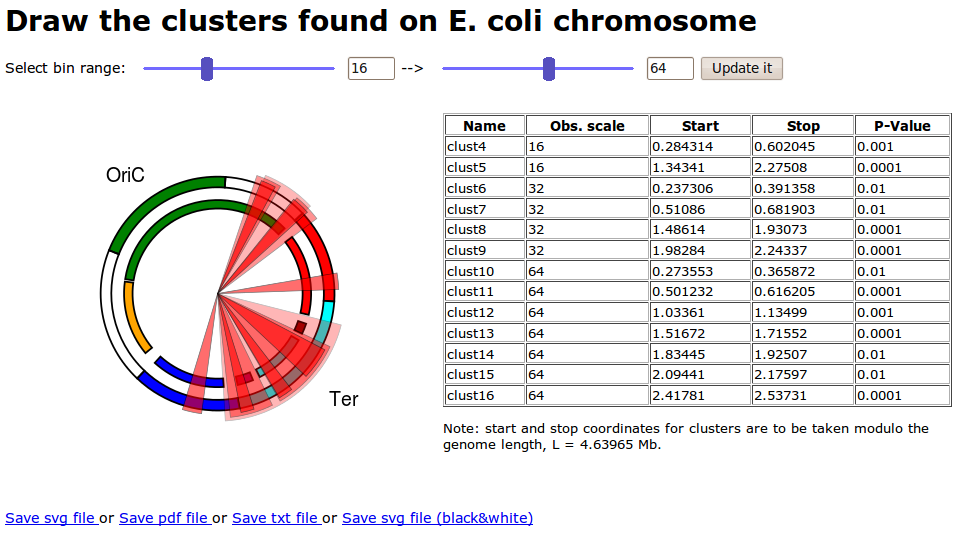 Draw the clusters found on E. coli chromosome
Select bin range: 16 --> 64 Update it
OriC
Ter
Name Obs. scale Start Stop P-Value
clust4 16 0.284314 0.602045 0.001
clust5 16 1.34341 2.27508 0.0001
clust6 32 0.237306 0.391358 0.01
clust7 32 0.51086 0.681903 0.01
clust8 32 1.48614 1.93073 0.0001
clust9 32 1.98284 2.24337 0.0001
clust10 64 0.273553 0.365872 0.01
clust11 64 0.501232 0.616205 0.0001
clust12 64 1.03361 1.13499 0.001
clust13 64 1.51672 1.71552 0.0001
clust14 64 1.83445 1.92507 0.01
clust15 64 2.09441 2.17597 0.01
clust16 64 2.41781 2.53731 0.0001
Note: start and stop coordinates for clusters are to be taken modulo the
genome length, L = 4.63965 Mb.
Save svg file or Save pdf file or Save txt file or Save svg file (black&white)